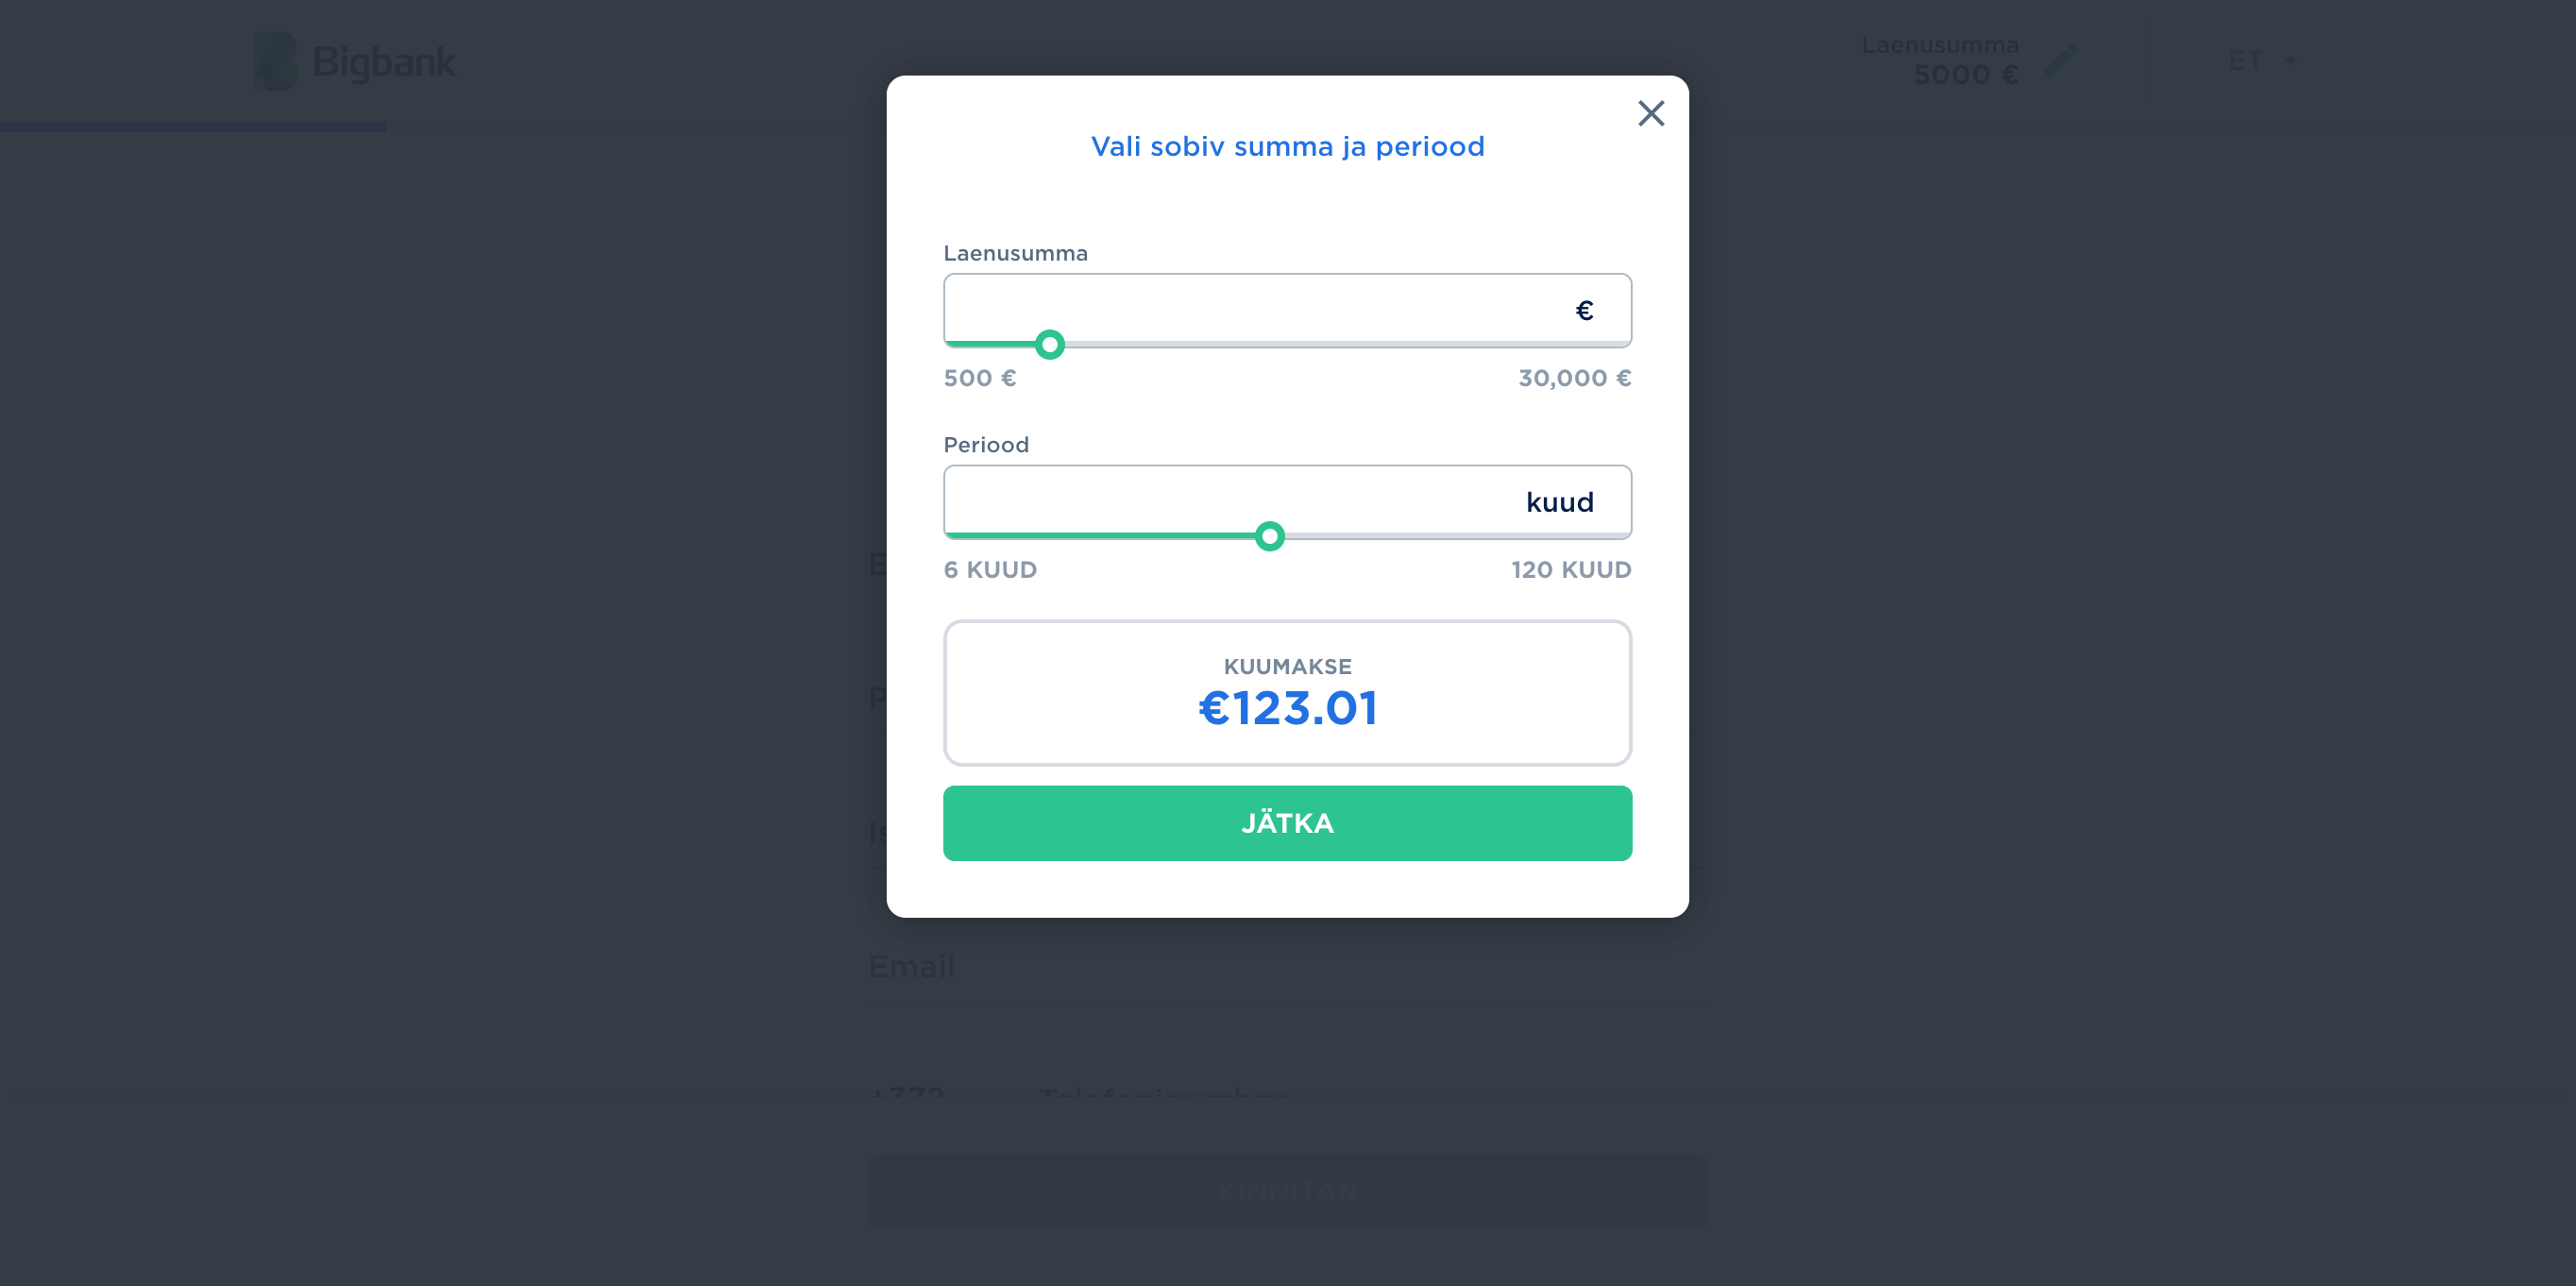 Bigbank
Laenusumma
5000 €
ET
Vali sobiv summa ja periood
Laenusumma
€
500 €
30,000 €
Periood
kuud
6 KUUD
120 KUUD
KUUMAKSE
€123.01
JÄTKA
Email
+372
Telefoninumber
KINNITAN